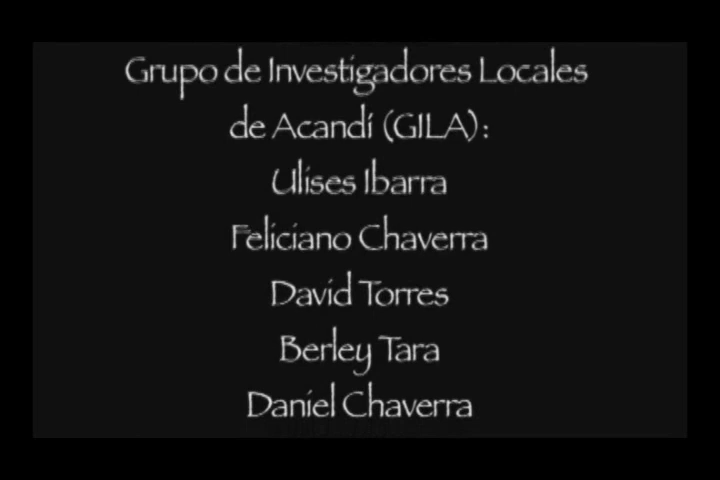 Grupo de Investigadores Locales
de Acandí (GILA):
Ulises Ibarra
Feliciano Chaverra
David Torres
Berley Tara
Daniel Chaverra